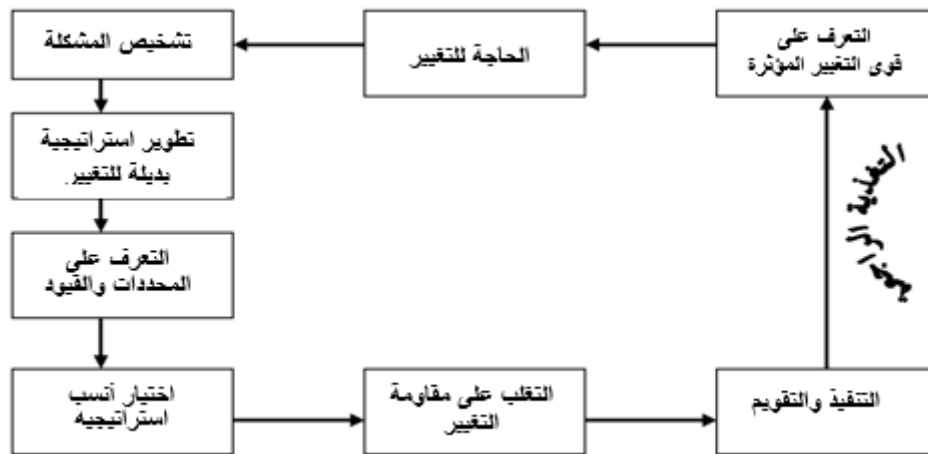 التعرف على
قوى التغيير المؤثرة
الحاجة للتغيير
تشخيص المشكلة
تطوير استراتيجية
بديلة للتغيير
التعرف على
المحددات والقيود
اختيار أنسب
استراتيجية
التغلب على مقاومة
التغيير
التنفيذ والتقويم
التغذية الراجعة